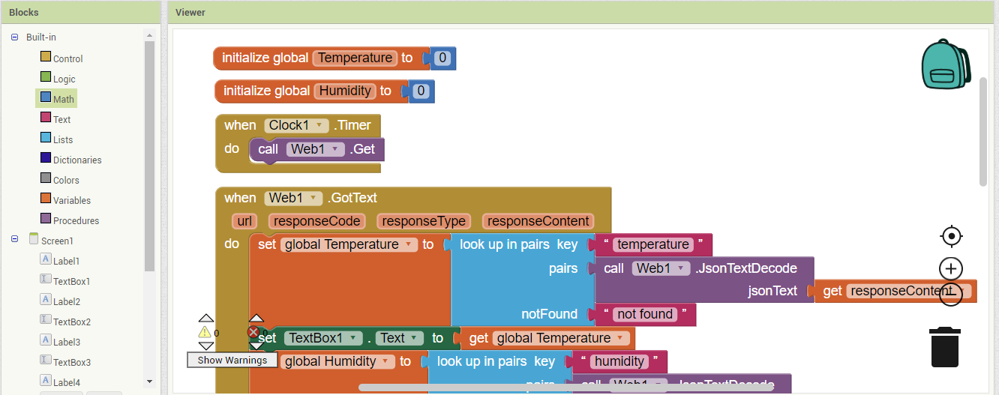 Blocks
Viewer
Built-in
Control
Logic
Math
Text
Lists
Dictionaries
Colors
Variables
Procedures
Screen1
A Label1
TextBox1
A Label2
TextBox2
A Label3
TextBox3
A Label4
initialize global Temperature to 0
initialize global Humidity to 0
when Clock1 .Timer
do call Web1 .Get
when Web1 .GotText
url responseCode responseType responseContent
do set global Temperature to look up in pairs key “ temperature ”
pairs call Web1 .JsonTextDecode
jsonText get responseContent
notFound “ not found ”
set TextBox1 . Text to get global Temperature
global Humidity to look up in pairs key “ humidity ”
pairs call Web1 .JsonTextDecode
0 0
Show Warnings